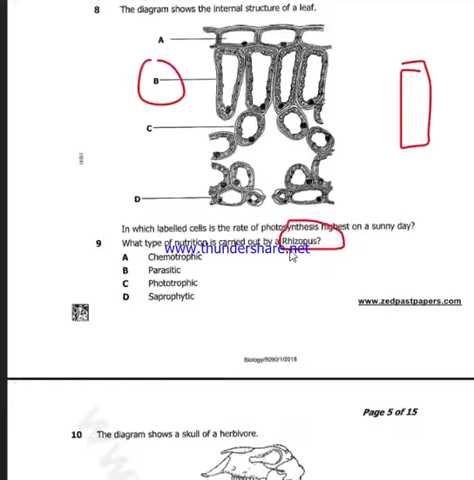 8 The diagram shows the internal structure of a leaf.
A
B
C
D
In which labelled cells is the rate of photosynthesis highest on a sunny day?
9 What type of nutrition is carried out by a Rhizopus?
www.thundershare.net
A Chemotrophic
B Parasitic
C Phototrophic
D Saprophytic
www.zedpastpapers.com
Biology/5090/1/2018
Page 5 of 15
10 The diagram shows a skull of a herbivore.